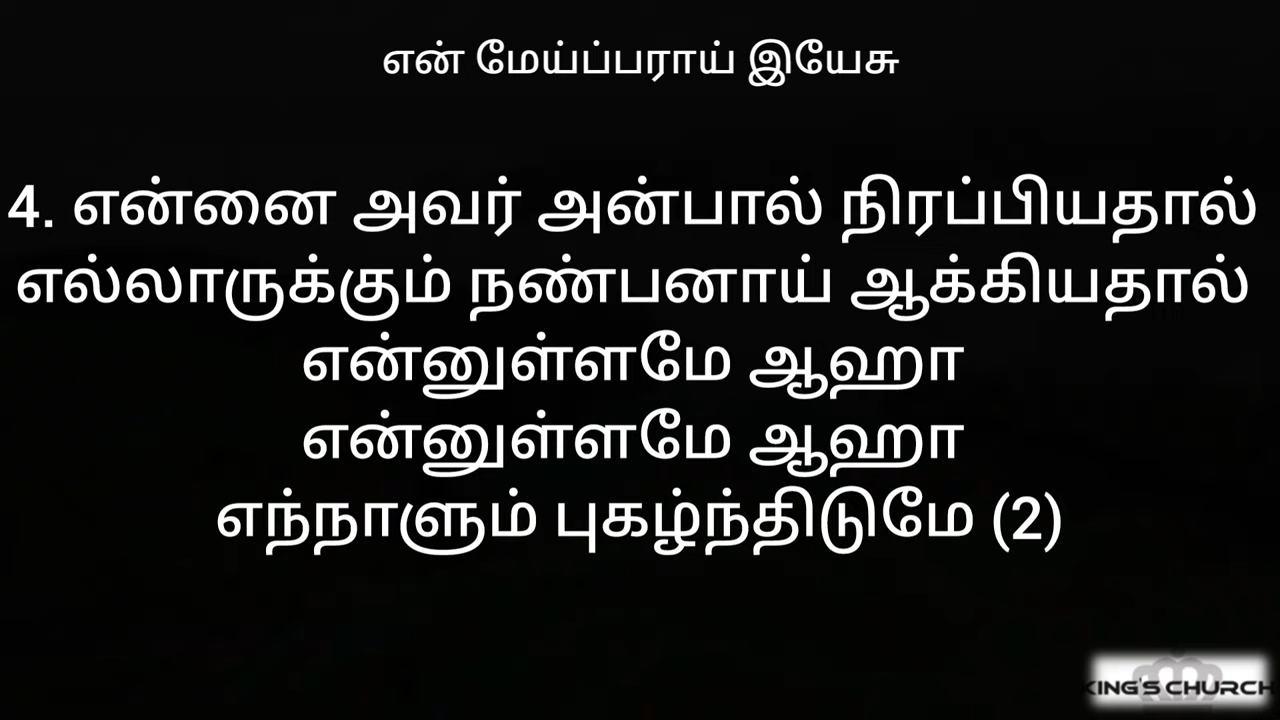 என் மேய்ப்பராய் இயேசு
4. என்னை அவர் அன்பால் நிரப்பியதால்
எல்லாருக்கும் நண்பனாய் ஆக்கியதால்
என்னுள்ளமே ஆஹா
என்னுள்ளமே ஆஹா
எந்நாளும் புகழ்ந்திடுமே (2)
KING'S CHURCH